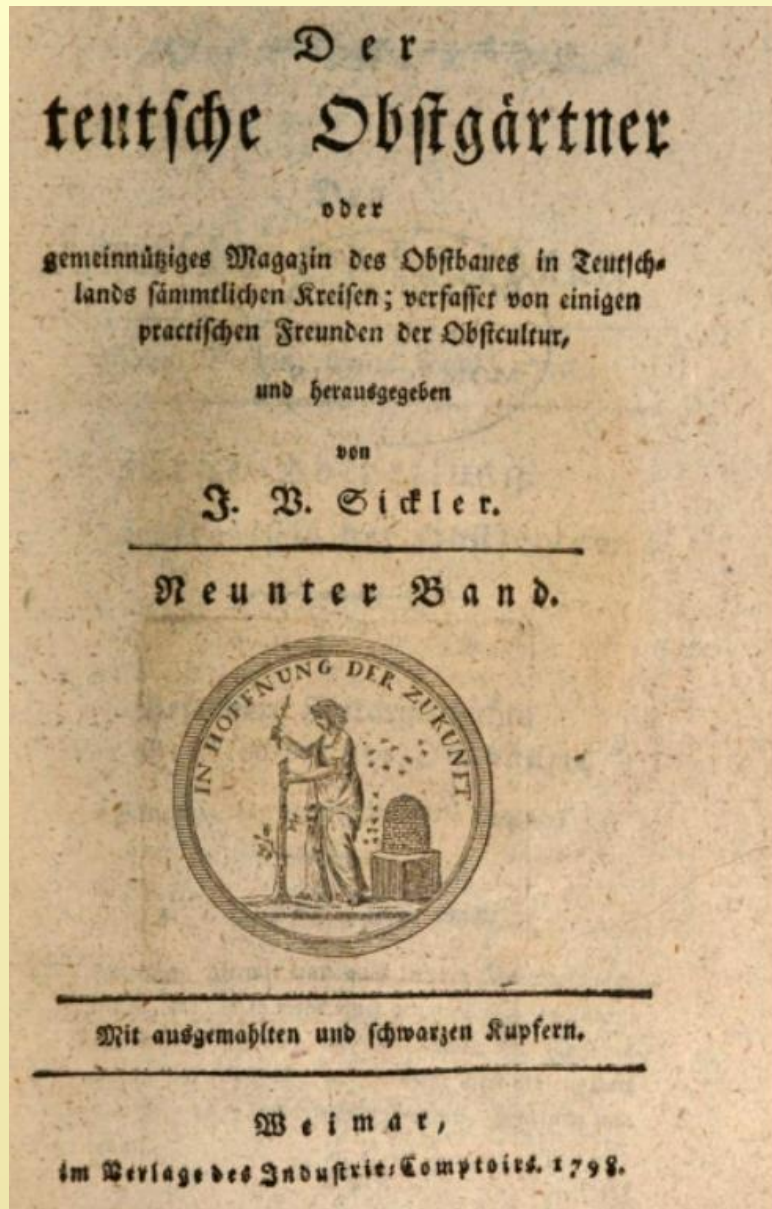 Der
teutsche Obstgärtner
oder
gemeinnütziges Magazin des Obstbaues in Teutsch-
lands sämmtlichen Kreisen; verfasset von einigen
practischen Freunden der Obstcultur,
und herausgegeben
von
J. V. Sickler.
Neunter Band.
IN HOFFNUNG DER ZUKUNFT
Mit ausgemahlten und schwarzen Kupfern.
Weimar,
im Verlage des Industrie-Comptoirs. 1798.